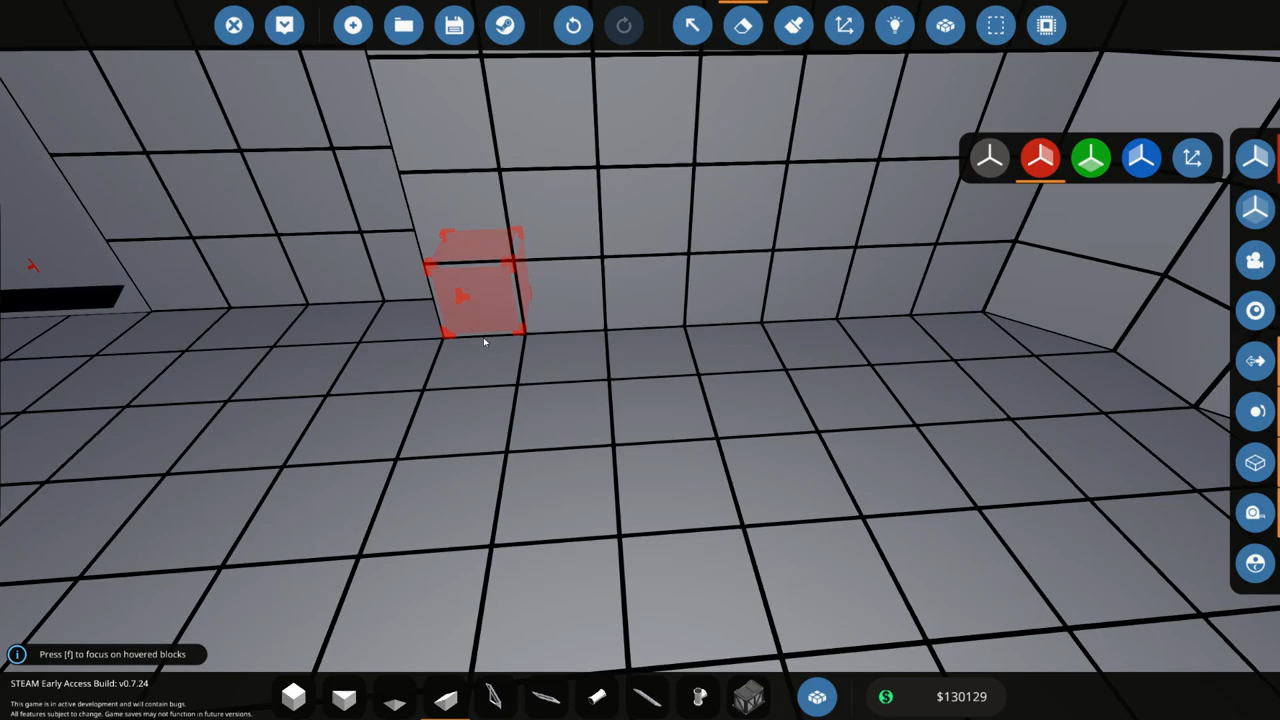 Press [f] to focus on hovered blocks
STEAM Early Access Build: v0.7.24
This game is in active development and will contain bugs.
All features subject to change. Game saves may not function in future versions.
$130129